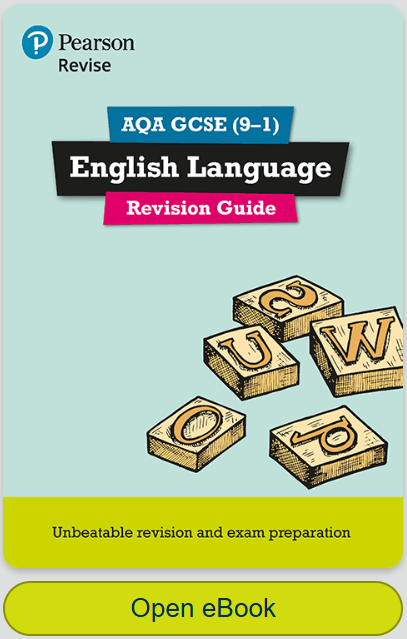 Pearson
Revise
AQA GCSE (9–1)
English Language
Revision Guide
S
U
W
O
d
Unbeatable revision and exam preparation
Open eBook